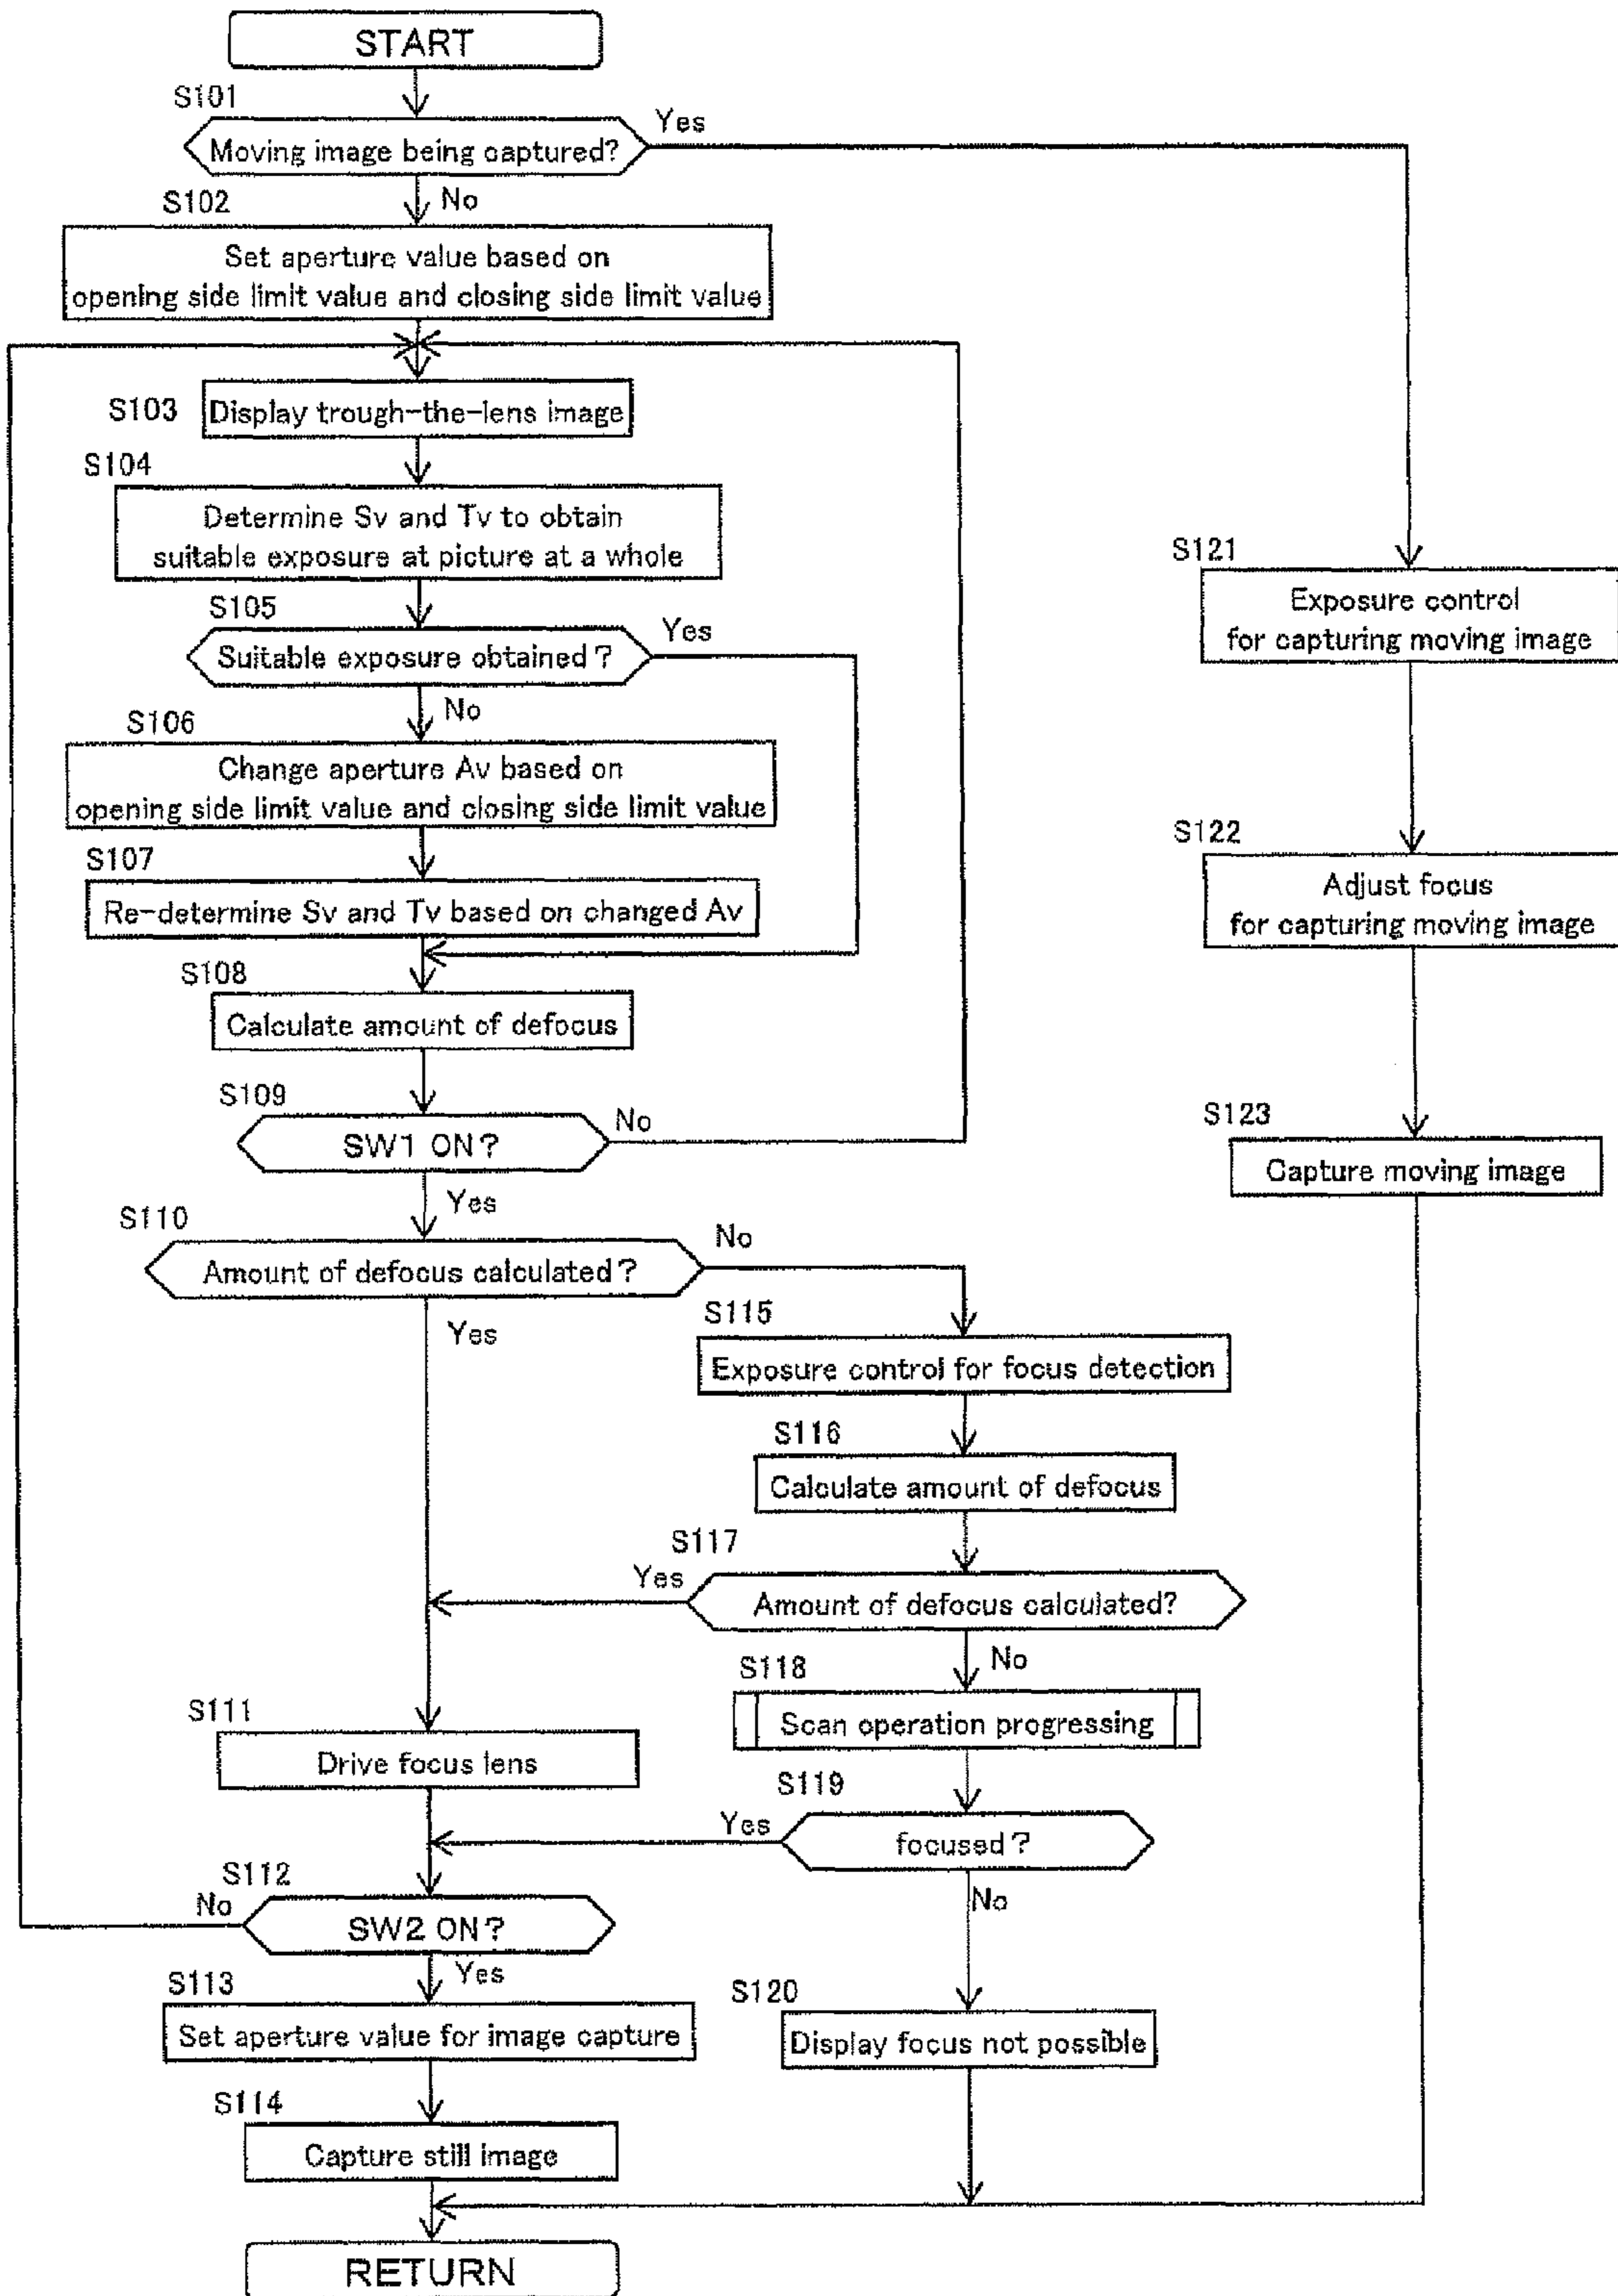 START
S101
Moving image being captured?
Yes
No
S102
Set aperture value based on
opening side limit value and closing side limit value
S103
Display trough-the-lens image
S104
Determine Sv and Tv to obtain
suitable exposure at picture at a whole
S105
Suitable exposure obtained?
Yes
No
S106
Change aperture Av based on
opening side limit value and closing side limit value
S107
Re-determine Sv and Tv based on changed Av
S108
Calculate amount of defocus
S109
SW1 ON?
No
Yes
S110
Amount of defocus calculated?
No
Yes
S115
Exposure control for focus detection
S116
Calculate amount of defocus
S117
Amount of defocus calculated?
Yes
No
S118
Scan operation progressing
S111
Drive focus lens
S119
focused?
Yes
No
S112
SW2 ON?
No
Yes
S113
Set aperture value for image capture
S120
Display focus not possible
S114
Capture still image
S121
Exposure control
for capturing moving image
S122
Adjust focus
for capturing moving image
S123
Capture moving image
RETURN